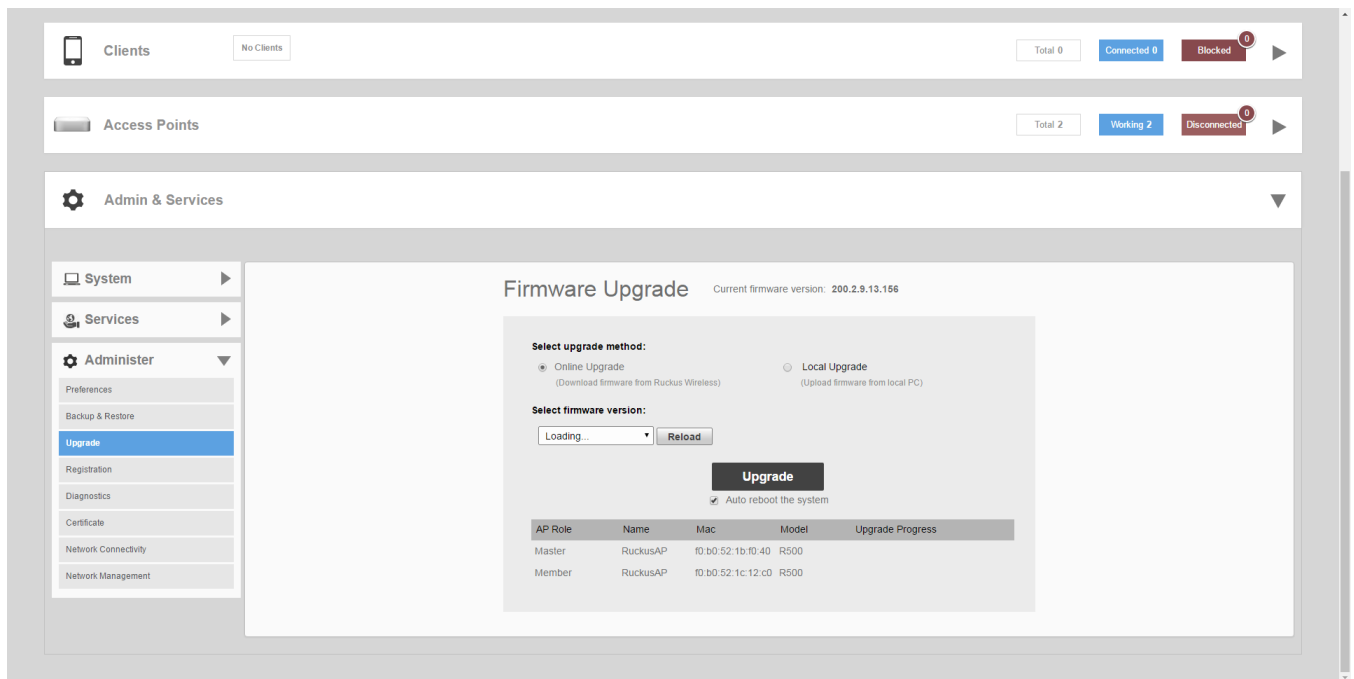 Clients No Clients Total 0 Connected 0 Blocked 0
Access Points Total 2 Working 2 Disconnected 0
Admin & Services
System
Services
Administer
Preferences
Backup & Restore
Upgrade
Registration
Diagnostics
Certificate
Network Connectivity
Network Management
Firmware Upgrade Current firmware version: 200.2.9.13.156
Select upgrade method:
Online Upgrade Local Upgrade
(Download firmware from Ruckus Wireless) (Upload firmware from local PC)
Select firmware version:
Loading... Reload
Upgrade
Auto reboot the system
AP Role Name Mac Model Upgrade Progress
Master RuckusAP f0:b0:52:1b:f0:40 R500
Member RuckusAP f0:b0:52:1c:12:c0 R500